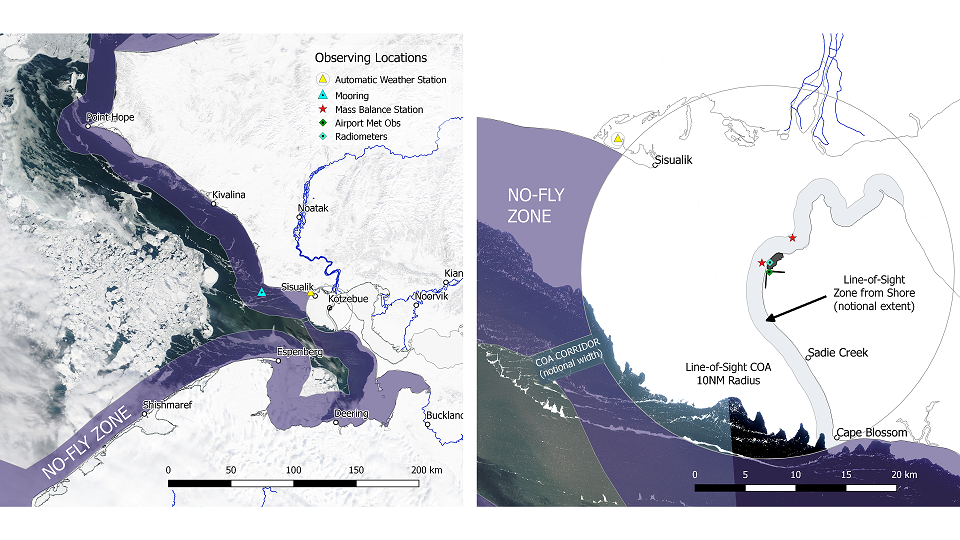 Observing Locations
Automatic Weather Station
Mooring
Mass Balance Station
Airport Met Obs
Radiometers
Point Hope
Kivalina
Noatak
Sisualik
Kotzebue
Kian
Noorvik
Espenberg
Shishmaref
Deering
Buckland
NO-FLY ZONE
0 50 100 150 200 km
Sisualik
NO-FLY
ZONE
Line-of-Sight
Zone from Shore
(notional extent)
COA CORRIDOR
(notional width)
Sadie Creek
Line-of-Sight COA
10NM Radius
Cape Blossom
0 5 10 15 20 km